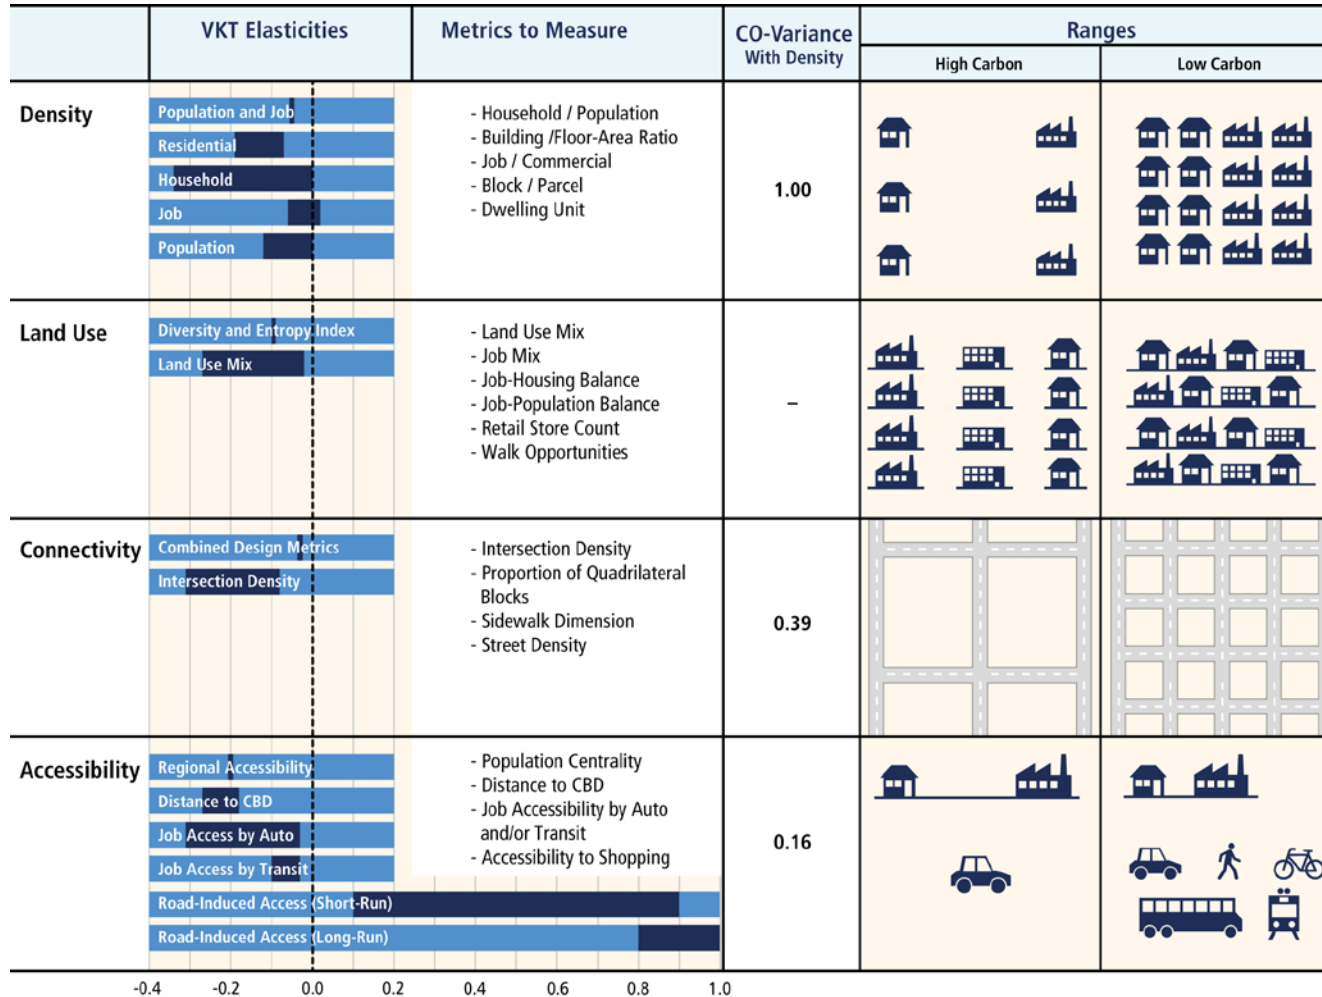 VKT Elasticities
Metrics to Measure
CO-Variance
With Density
Ranges
High Carbon
Low Carbon
Density
Population and Job
Residential
Household
Job
Population
- Household / Population
- Building /Floor-Area Ratio
- Job / Commercial
- Block / Parcel
- Dwelling Unit
1.00
Land Use
Diversity and Entropy Index
Land Use Mix
- Land Use Mix
- Job Mix
- Job-Housing Balance
- Job-Population Balance
- Retail Store Count
- Walk Opportunities
–
Connectivity
Combined Design Metrics
Intersection Density
- Intersection Density
- Proportion of Quadrilateral
Blocks
- Sidewalk Dimension
- Street Density
0.39
Accessibility
Regional Accessibility
Distance to CBD
Job Access by Auto
Job Access by Transit
Road-Induced Access (Short-Run)
Road-Induced Access (Long-Run)
- Population Centrality
- Distance to CBD
- Job Accessibility by Auto
and/or Transit
- Accessibility to Shopping
0.16
-0.4 -0.2 0.0 0.2 0.4 0.6 0.8 1.0